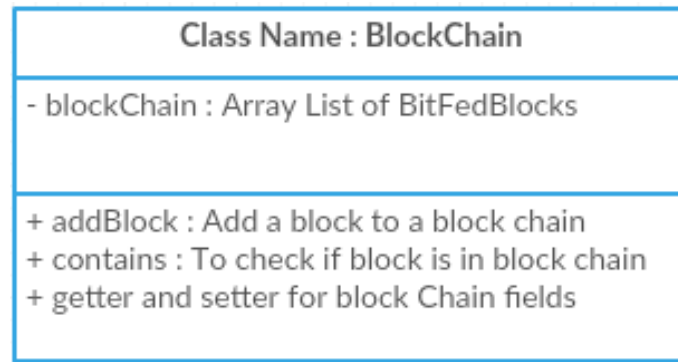 Class Name : BlockChain
- blockChain : Array List of BitFedBlocks
+ addBlock : Add a block to a block chain
+ contains : To check if block is in block chain
+ getter and setter for block Chain fields